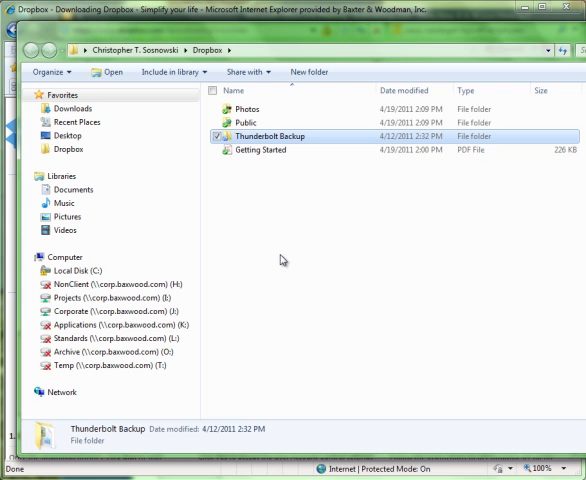 Dropbox - Downloading Dropbox - Simplify your life - Microsoft Internet Explorer provided by Baxter & Woodman, Inc.
Christopher T. Sosnowski ▸ Dropbox ▸
Organize Open Include in library Share with New folder
Name Date modified Type Size
Favorites
Downloads
Recent Places
Desktop
Dropbox
Libraries
Documents
Music
Pictures
Videos
Computer
Local Disk (C:)
NonClient (\\corp.baxwood.com) (H:)
Projects (\\corp.baxwood.com) (I:)
Corporate (\\corp.baxwood.com) (J:)
Applications (\\corp.baxwood.com) (K:)
Standards (\\corp.baxwood.com) (L:)
Archive (\\corp.baxwood.com) (O:)
Temp (\\corp.baxwood.com) (T:)
Network
Photos 4/19/2011 2:09 PM File folder
Public 4/19/2011 2:09 PM File folder
Thunderbolt Backup 4/12/2011 2:32 PM File folder
Getting Started 4/19/2011 2:00 PM PDF File 226 KB
Thunderbolt Backup Date modified: 4/12/2011 2:32 PM
File folder
1.
Done Internet | Protected Mode: On 100%